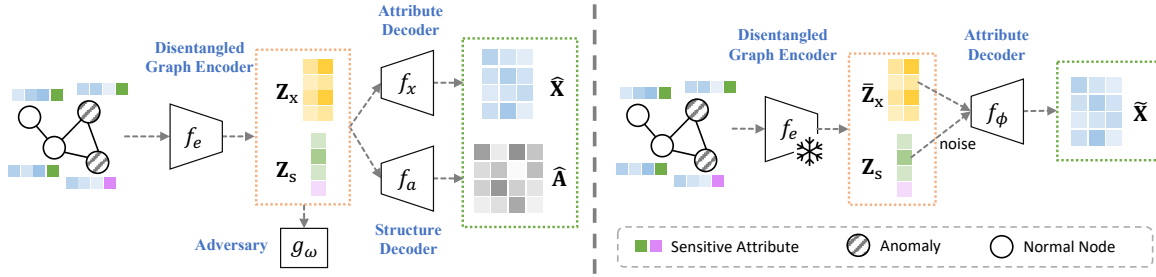 Disentangled
Graph Encoder
f_e
Z_x
Z_s
Adversary
g_ω
Attribute
Decoder
f_x
f_a
Structure
Decoder
X̂
Â
Disentangled
Graph Encoder
f_e
Z̄_x
Z_s
noise
Attribute
Decoder
f_ϕ
X̃
Sensitive Attribute
Anomaly
Normal Node